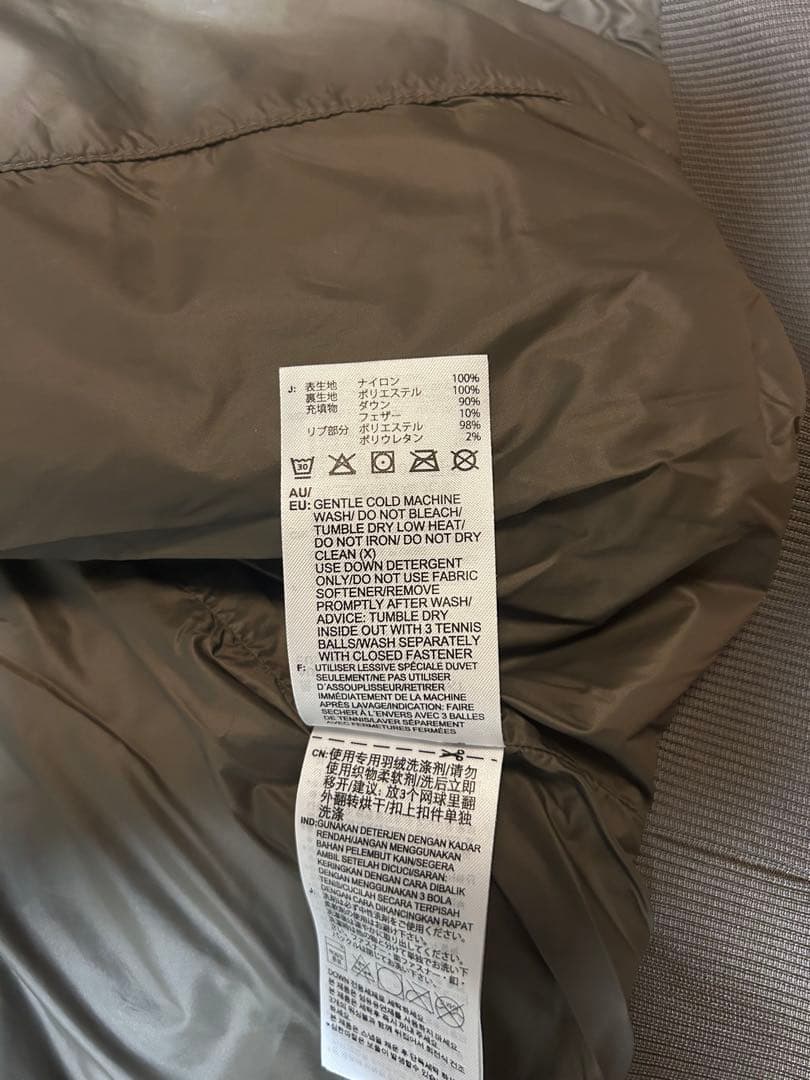 J: 表生地 ナイロン 100%
裏生地 ポリエステル 100%
充填物 ダウン 90%
フェザー 10%
リブ部分 ポリエステル 98%
ポリウレタン 2%
30
AU/
EU: GENTLE COLD MACHINE
WASH/ DO NOT BLEACH/
TUMBLE DRY LOW HEAT/
DO NOT IRON/ DO NOT DRY
CLEAN (X)
USE DOWN DETERGENT
ONLY/DO NOT USE FABRIC
SOFTENER/REMOVE
PROMPTLY AFTER WASH/
ADVICE: TUMBLE DRY
INSIDE OUT WITH 3 TENNIS
BALLS/WASH SEPARATELY
WITH CLOSED FASTENER
F: UTILISER LESSIVE SPÉCIALE DUVET
SEULEMENT/NE PAS UTILISER
D'ASSOUPLISSEUR/RETIRER
IMMÉDIATEMENT DE LA MACHINE
APRÈS LAVAGE/INDICATION: FAIRE
SECHER À L'ENVERS AVEC 3 BALLES
DE TENNIS/LAVER SÉPAREMENT
AVEC FERMETURES FERMÉES
CN: 使用专用羽绒洗涤剂/请勿
使用织物柔软剂/洗后立即
移开/建议: 放3个网球里翻
外翻转烘干/扣上扣件单独
洗涤
IND: GUNAKAN DETERJEN DENGAN KADAR
RENDAH/JANGAN MENGGUNAKAN
BAHAN PELEMBUT KAIN/SEGERA
AMBIL SETELAH DICUCI/SARAN:
KERINGKAN DENGAN CARA DIBALIK
DENGAN MENGGUNAKAN 3 BOLA
TENIS/CUCILAH SECARA TERPISAH
DENGAN CARA DIKANCINGKAN RAPAT